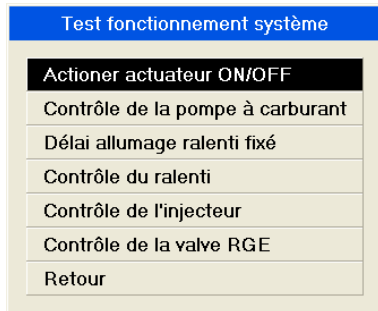 Test fonctionnement système
Actioner actuateur ON/OFF
Contrôle de la pompe à carburant
Délai allumage ralenti fixé
Contrôle du ralenti
Contrôle de l'injecteur
Contrôle de la valve RGE
Retour